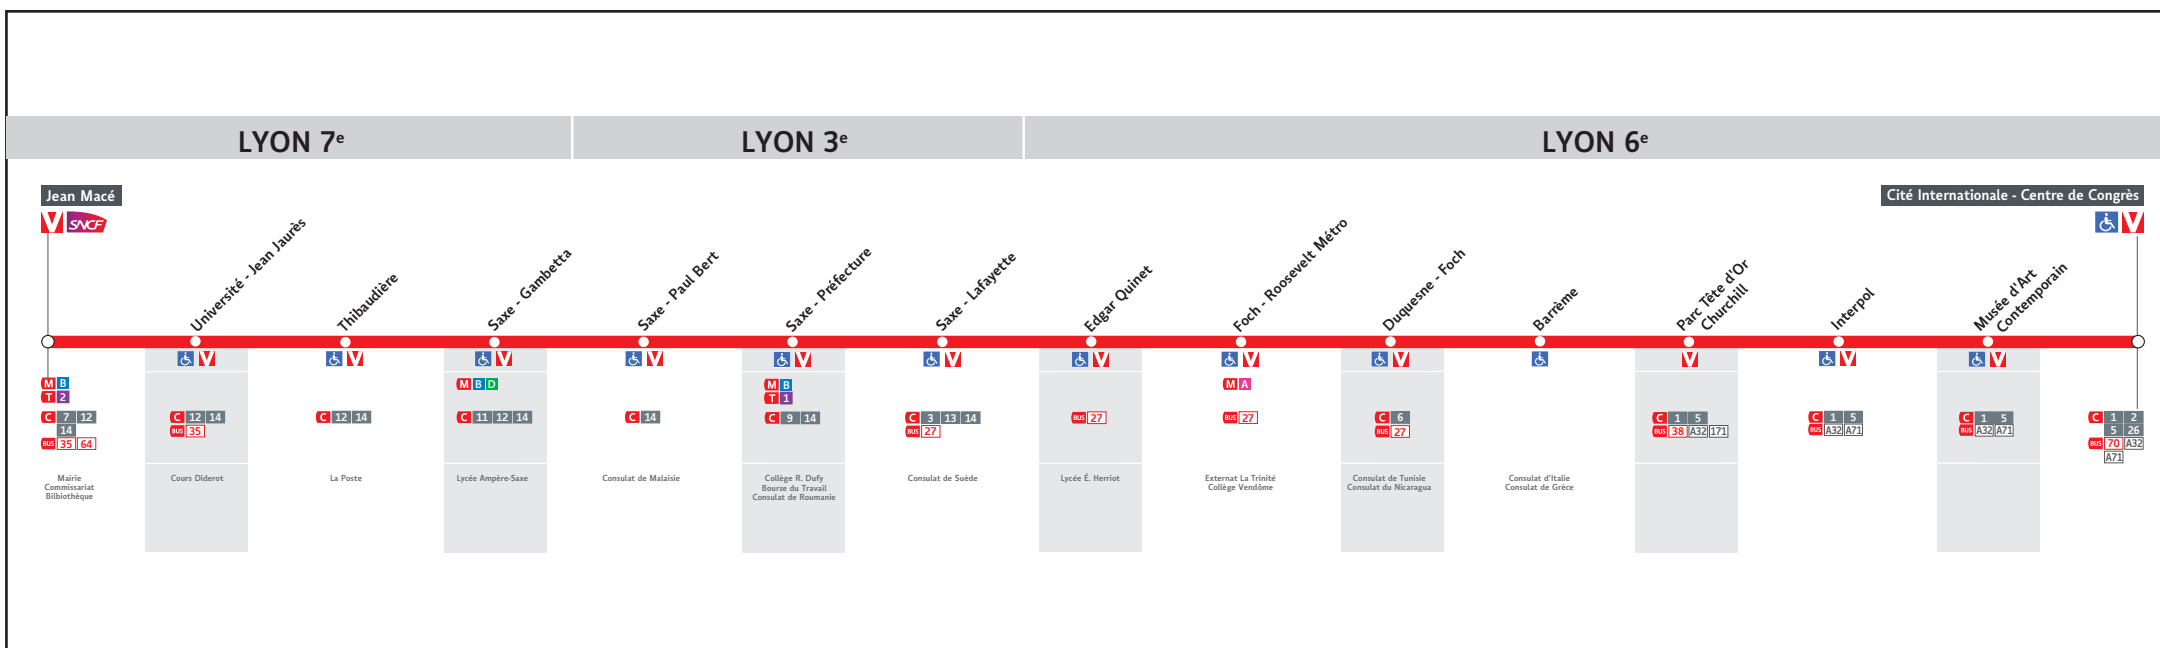 LYON 7e
LYON 3e
LYON 6e
Jean Macé
V SNCF
Cité Internationale - Centre de Congrès
V
Université - Jean Jaurès
Thibaudière
Saxe - Gambetta
Saxe - Paul Bert
Saxe - Préfecture
Saxe - Lafayette
Edgar Quinet
Foch - Roosevelt Métro
Duquesne - Foch
Barrème
Parc Tête d'Or
Churchill
Interpol
Musée d'Art
Contemporain
M B
T 2
C 7 12
14
BUS 35 64
Mairie
Commissariat
Bilbiothèque
V
C 12 14
BUS 35
Cours Diderot
V
C 12 14
La Poste
V
M B D
C 11 12 14
Lycée Ampère-Saxe
V
C 14
Consulat de Malaisie
V
M B
T 1
C 9 14
Collège R. Dufy
Bourse du Travail
Consulat de Roumanie
V
C 3 13 14
BUS 27
Consulat de Suède
V
BUS 27
Lycée É. Herriot
V
M A
BUS 27
Externat La Trinité
Collège Vendôme
V
C 6
BUS 27
Consulat de Tunisie
Consulat du Nicaragua
Consulat d'Italie
Consulat de Grèce
V
C 1 5
BUS 38 A32 171
V
C 1 5
BUS A32 A71
V
C 1 5
BUS A32 A71
C 1 2
5 26
BUS 70 A32
A71